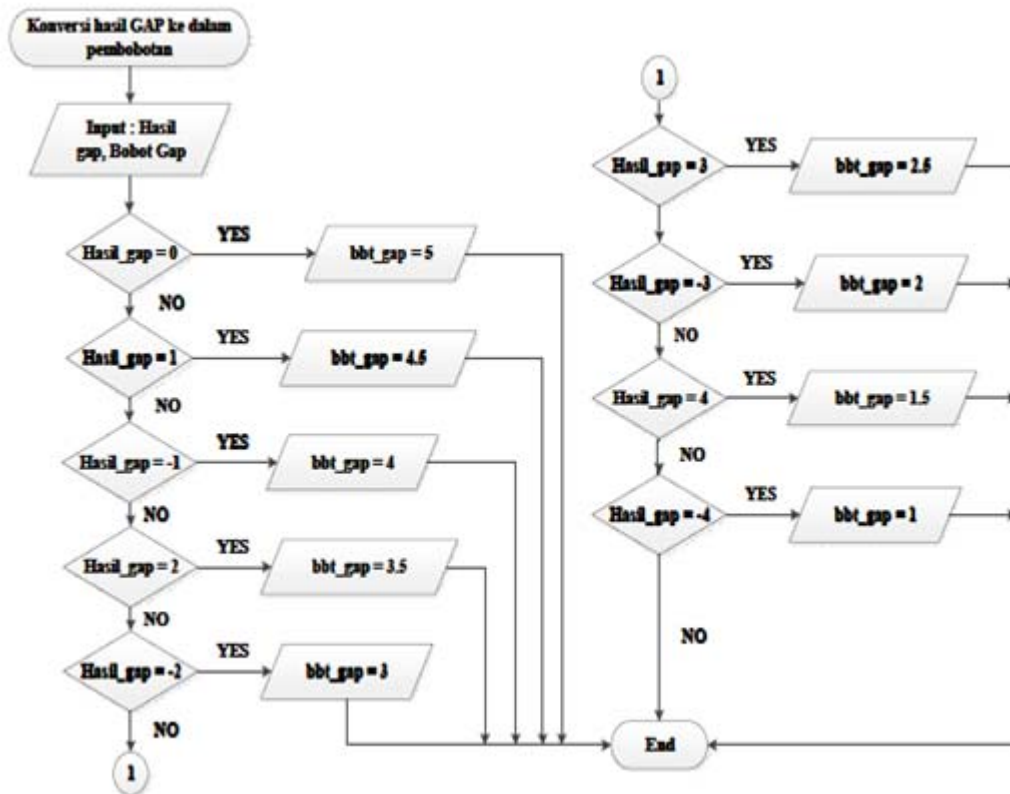 Konversi hasil GAP ke dalam
pembobotan
Input : Hasil
gap, Bobot Gap
Hasil_gap = 0
YES
bbt_gap = 5
NO
Hasil_gap = 1
YES
bbt_gap = 4.5
NO
Hasil_gap = -1
YES
bbt_gap = 4
NO
Hasil_gap = 2
YES
bbt_gap = 3.5
NO
Hasil_gap = -2
YES
bbt_gap = 3
NO
1
1
Hasil_gap = 3
YES
bbt_gap = 2.5
Hasil_gap = -3
YES
bbt_gap = 2
NO
Hasil_gap = 4
YES
bbt_gap = 1.5
NO
Hasil_gap = -4
YES
bbt_gap = 1
NO
End